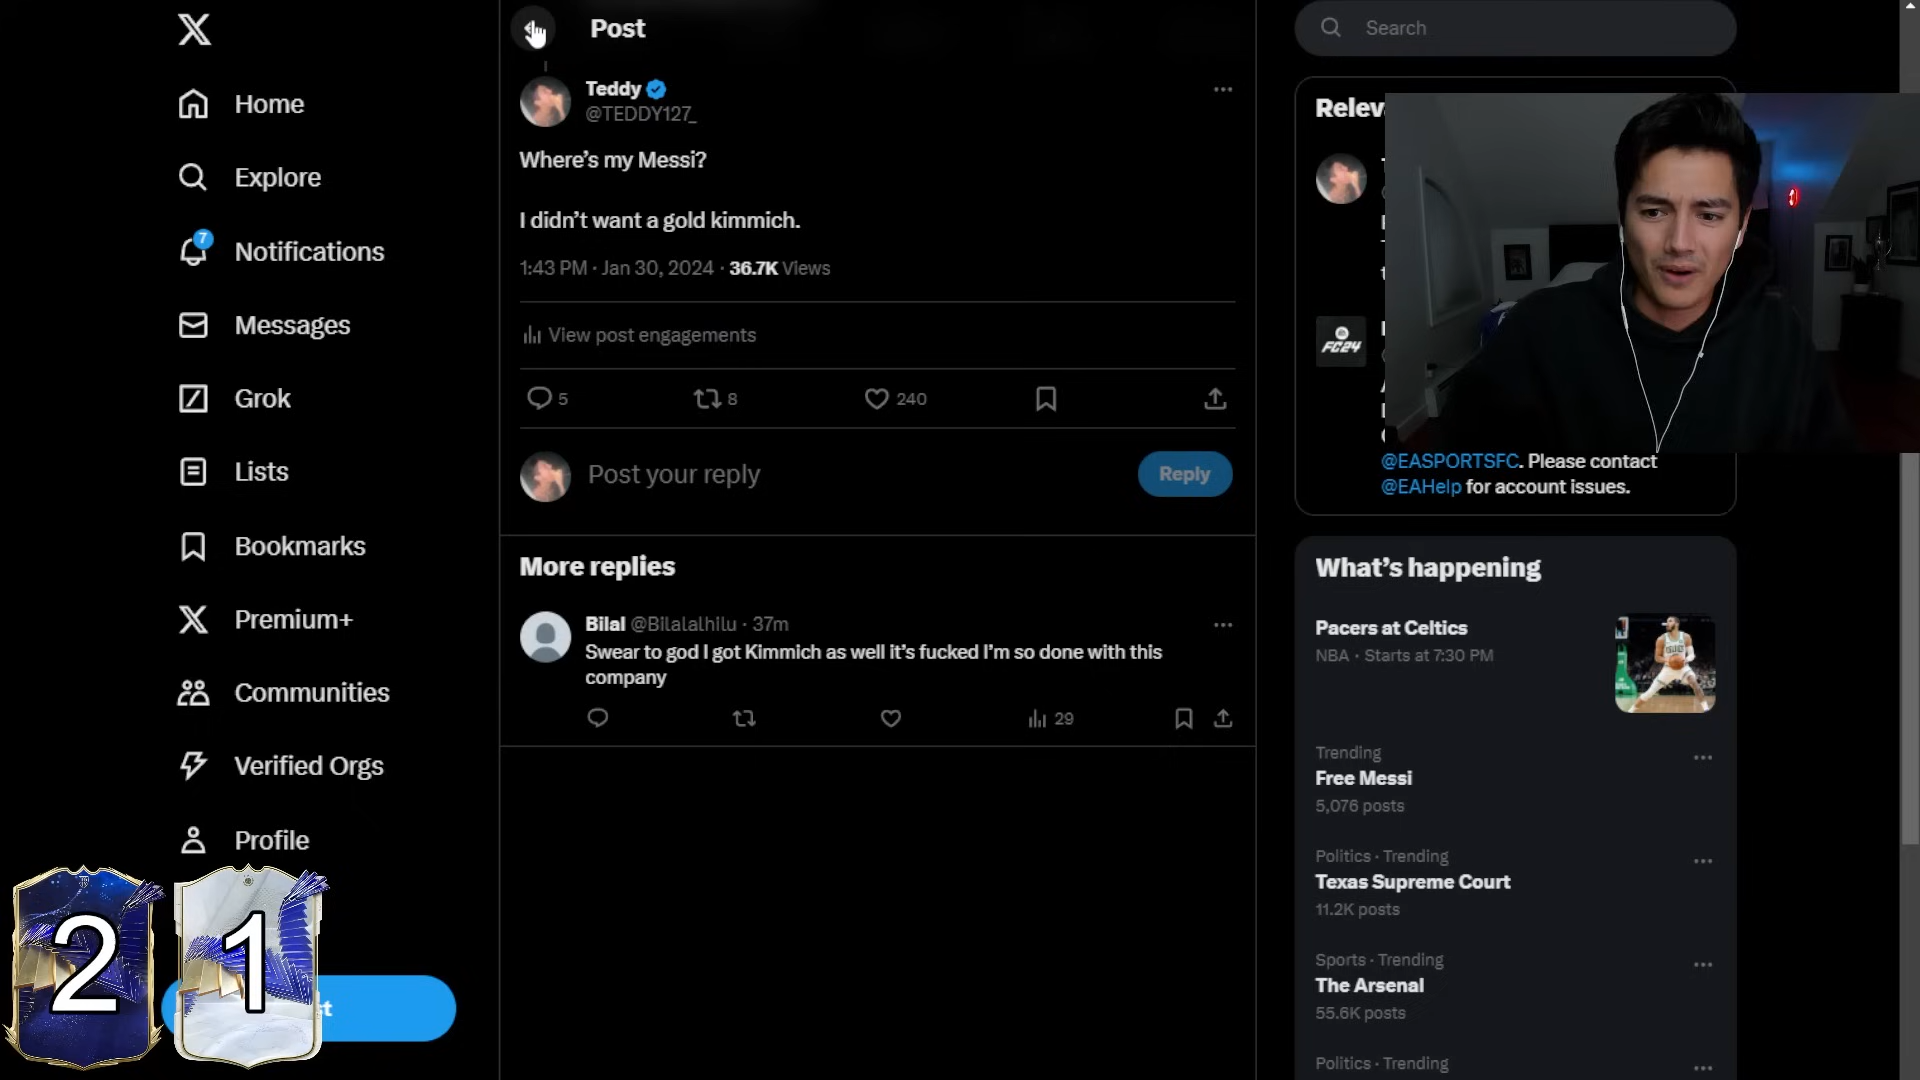 Home
Explore
7
Notifications
Messages
Grok
Lists
Bookmarks
Premium+
Communities
Verified Orgs
Profile
2
1
Post
Teddy
@TEDDY127_
Where's my Messi?
I didn't want a gold kimmich.
1:43 PM · Jan 30, 2024 · 36.7K Views
View post engagements
5
8
240
Post your reply
Reply
More replies
Bilal @Bilalalhilu · 37m
Swear to god I got Kimmich as well it's fucked I'm so done with this
company
29
Search
FC24
@EASPORTSFC. Please contact
@EAHelp for account issues.
What's happening
Pacers at Celtics
NBA · Starts at 7:30 PM
Trending
Free Messi
5,076 posts
Politics · Trending
Texas Supreme Court
11.2K posts
Sports · Trending
The Arsenal
55.6K posts
Politics · Trending